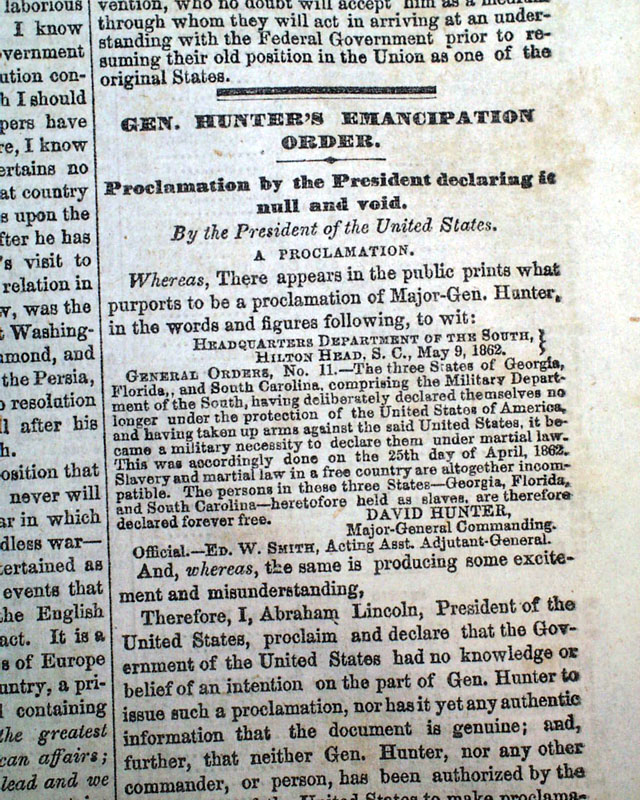 laborious
I know
vernment
ution con-
h I should
pers have
re, I know
ertains no
at country
s upon the
fter he has
's visit to
relation in
w, was the
t Washing-
nmond, and
the Persia,
o resolution
ll after his
h.
osition that
never will
ar in which
dless war—
tertained as
events that
the English
act. It is a
s of Europe
untry, a pri-
l containing
the greatest
can affairs;
lead and we
vention, who no doubt will accept him as a medium
through whom they will act in arriving at an under-
standing with the Federal Government prior to re-
suming their old position in the Union as one of the
original States.
GEN. HUNTER'S EMANCIPATION
ORDER.
Proclamation by the President declaring it
null and void.
By the President of the United States.
A PROCLAMATION.
Whereas, There appears in the public prints what
purports to be a proclamation of Major-Gen. Hunter,
in the words and figures following, to wit:
HEADQUARTERS DEPARTMENT OF THE SOUTH, }
HILTON HEAD, S. C., May 9, 1862.
GENERAL ORDERS, No. 11.—The three States of Georgia,
Florida,, and South Carolina, comprising the Military Depart-
ment of the South, having deliberately declared themselves no
longer under the protection of the United States of America,
and having taken up arms against the said United States, it be-
came a military necessity to declare them under martial law.
This was accordingly done on the 25th day of April, 1862.
Slavery and martial law in a free country are altogether incom-
patible. The persons in these three States—Georgia, Florida,
and South Carolina—heretofore held as slaves, are therefore
declared forever free. DAVID HUNTER,
Major-General Commanding.
Official.—ED. W. SMITH, Acting Asst. Adjutant-General.
And, whereas, the same is producing some excite-
ment and misunderstanding,
Therefore, I, Abraham Lincoln, President of the
United States, proclaim and declare that the Gov-
ernment of the United States had no knowledge or
belief of an intention on the part of Gen. Hunter to
issue such a proclamation, nor has it yet any authentic
information that the document is genuine; and,
further, that neither Gen. Hunter, nor any other
commander, or person, has been authorized by the
the United States to make proclama-